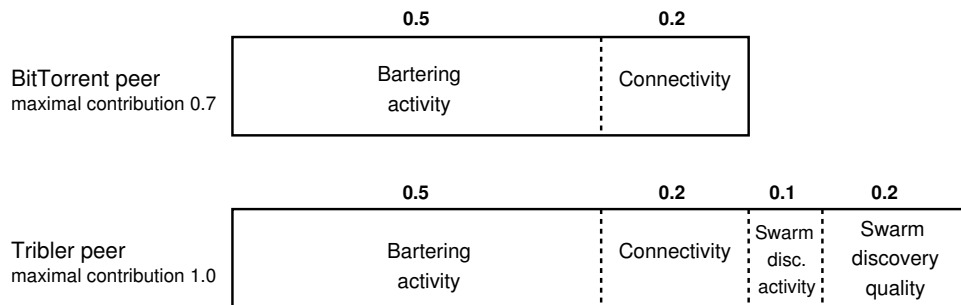 0.5 0.2
BitTorrent peer
maximal contribution 0.7
Bartering
activity
Connectivity
0.5 0.2 0.1 0.2
Tribler peer
maximal contribution 1.0
Bartering
activity
Connectivity
Swarm
disc.
activity
Swarm
discovery
quality